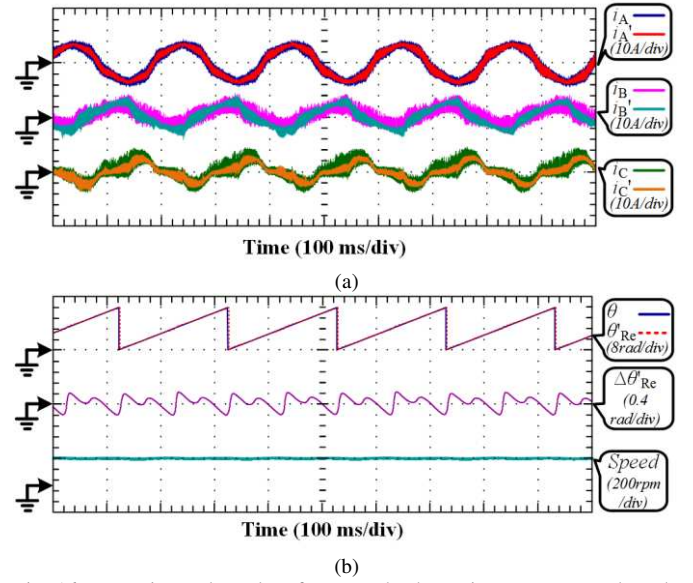 iA
iA'
(10A/div)
iB
iB'
(10A/div)
iC
iC'
(10A/div)
Time (100 ms/div)
(a)
θ
θ'Re
(8rad/div)
Δθ'Re
(0.4
rad/div)
Speed
(200rpm
/div)
Time (100 ms/div)
(b)